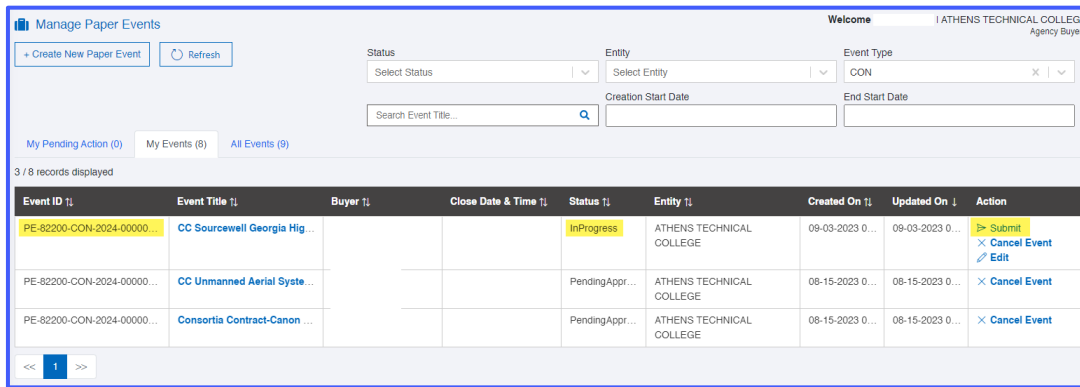 Manage Paper Events
Welcome I ATHENS TECHNICAL COLLEG
Agency Buye
+ Create New Paper Event Refresh
Status Entity Event Type
Select Status Select Entity CON
Creation Start Date End Start Date
Search Event Title...
My Pending Action (0) My Events (8) All Events (9)
3 / 8 records displayed
Event ID Event Title Buyer Close Date & Time Status Entity Created On Updated On Action
PE-82200-CON-2024-00000... CC Sourcewell Georgia Hig... InProgress ATHENS TECHNICAL 09-03-2023 0... 09-03-2023 0... Submit
COLLEGE × Cancel Event
Edit
PE-82200-CON-2024-00000... CC Unmanned Aerial Syste... PendingAppr... ATHENS TECHNICAL 08-15-2023 0... 08-15-2023 0... × Cancel Event
COLLEGE
PE-82200-CON-2024-00000... Consortia Contract-Canon ... PendingAppr... ATHENS TECHNICAL 08-15-2023 0... 08-15-2023 0... × Cancel Event
COLLEGE
<< 1 >>